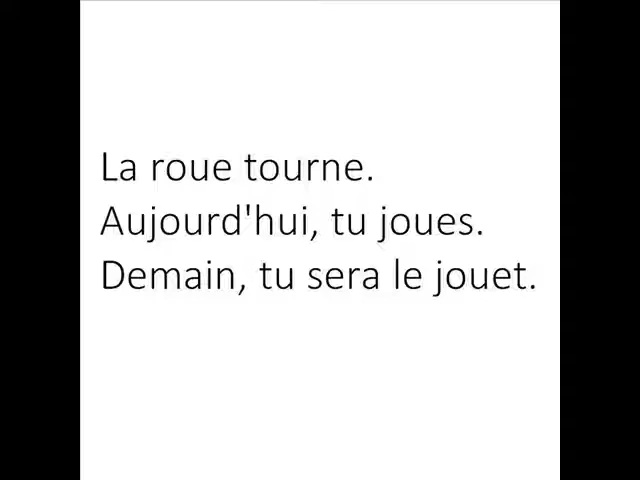 La roue tourne.
Aujourd'hui, tu joues.
Demain, tu sera le jouet.